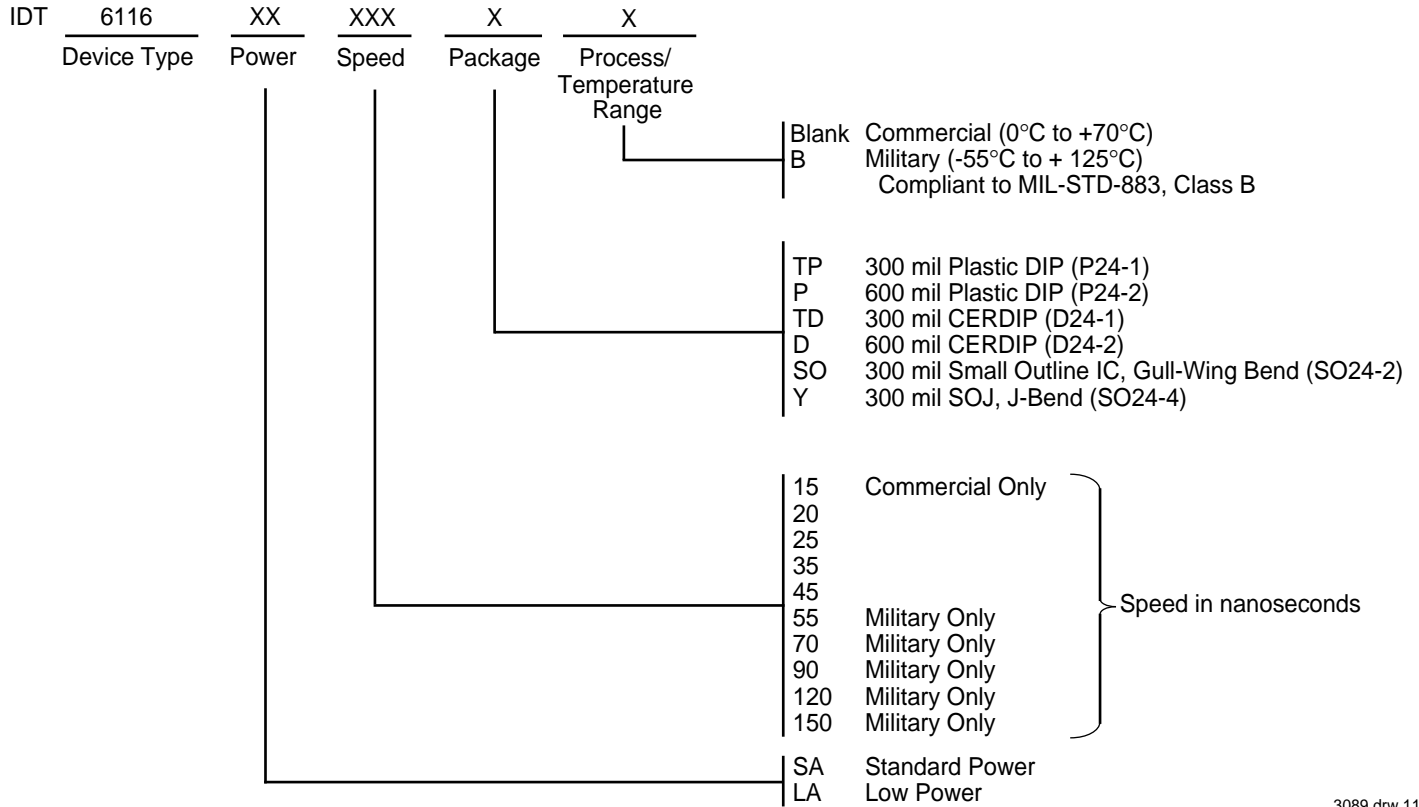 IDT 6116 XX XXX X X
Device Type Power Speed Package Process/
Temperature
Range
Blank Commercial (0°C to +70°C)
B Military (-55°C to + 125°C)
Compliant to MIL-STD-883, Class B
TP 300 mil Plastic DIP (P24-1)
P 600 mil Plastic DIP (P24-2)
TD 300 mil CERDIP (D24-1)
D 600 mil CERDIP (D24-2)
SO 300 mil Small Outline IC, Gull-Wing Bend (SO24-2)
Y 300 mil SOJ, J-Bend (SO24-4)
15 Commercial Only
20
25
35
45
55 Military Only
70 Military Only
90 Military Only
120 Military Only
150 Military Only
Speed in nanoseconds
SA Standard Power
LA Low Power
3089 drw 11